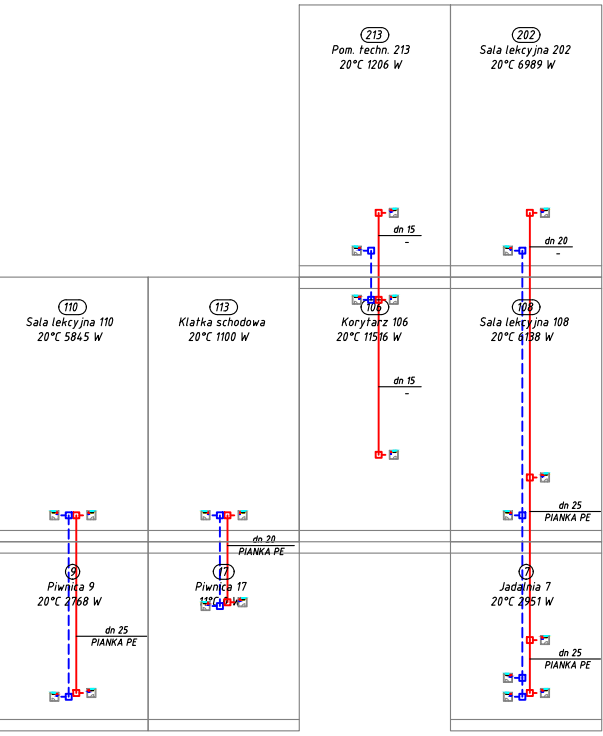 213
Pom. techn. 213
20°C 1206 W
202
Sala lekcyjna 202
20°C 6989 W
dn 15
–
dn 20
–
110
Sala lekcyjna 110
20°C 5845 W
113
Klatka schodowa
20°C 1100 W
106
Korytarz 106
20°C 11516 W
108
Sala lekcyjna 108
20°C 6138 W
dn 15
–
dn 25
PIANKA PE
dn 20
PIANKA PE
9
Piwnica 9
20°C 2768 W
17
Piwnica 17
7
Jadalnia 7
20°C 2951 W
dn 25
PIANKA PE
dn 25
PIANKA PE